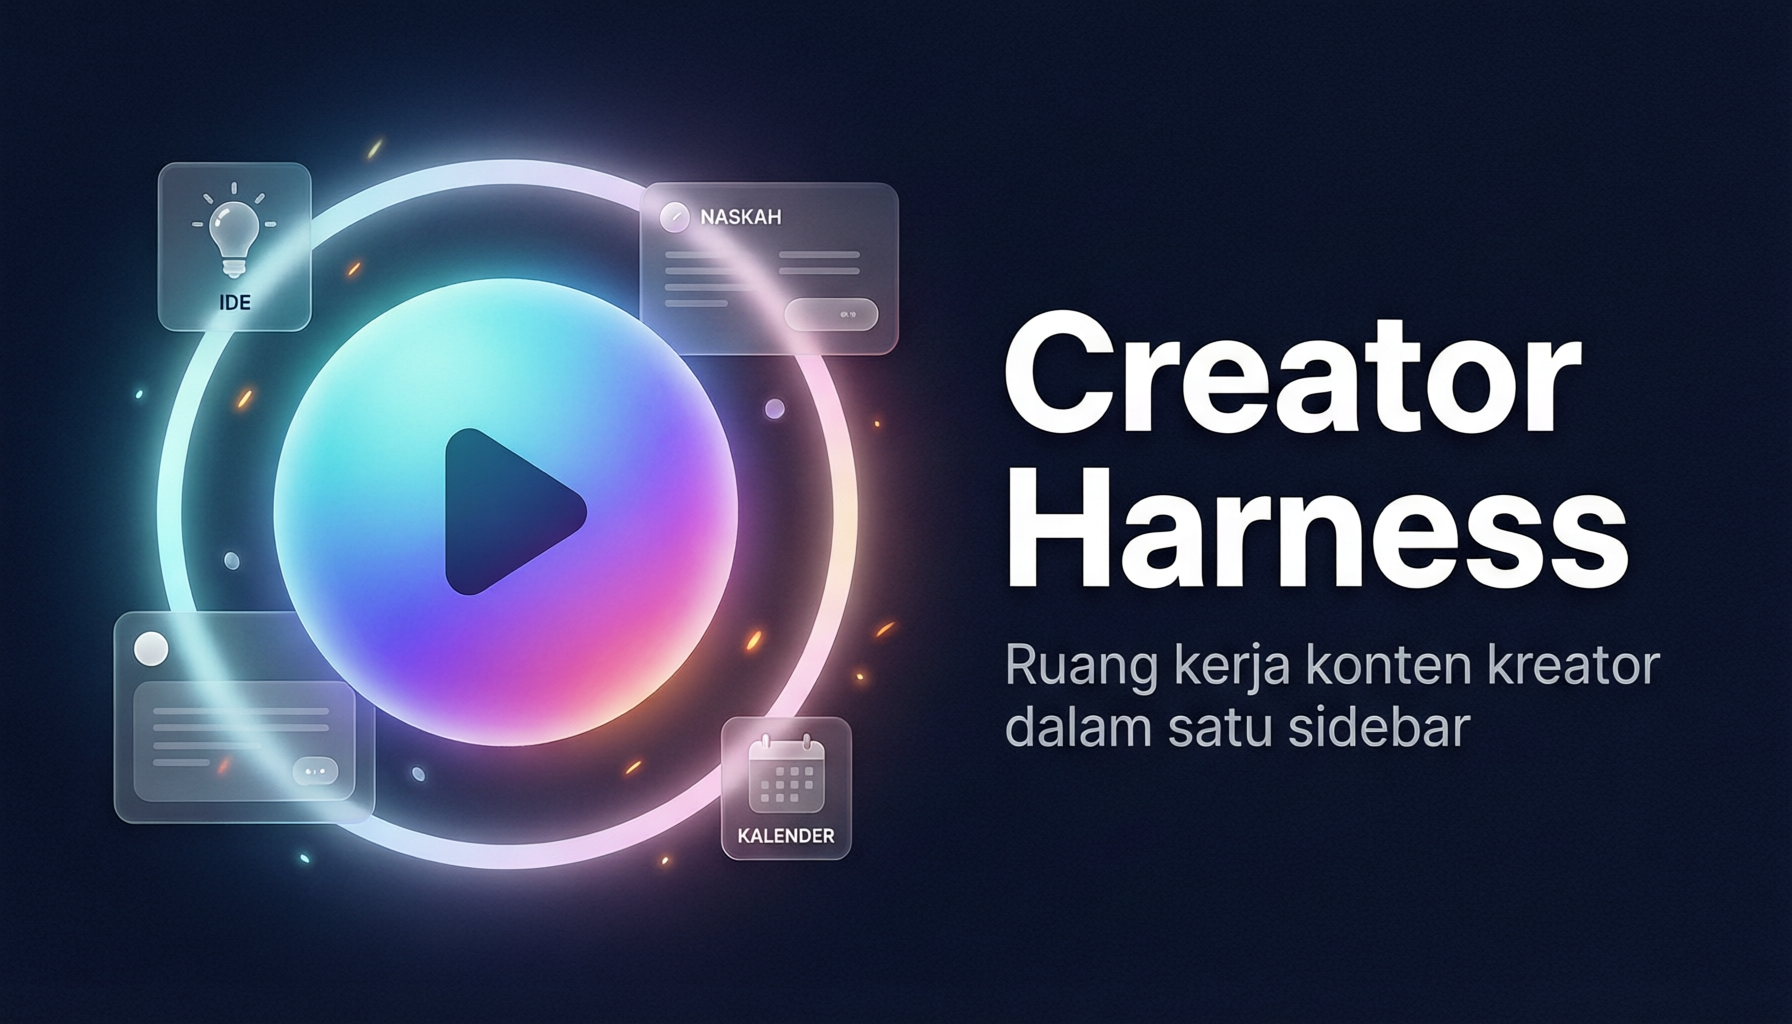 IDE
NASKAH
Creator
Harness
Ruang kerja konten kreator
dalam satu sidebar
KALENDER